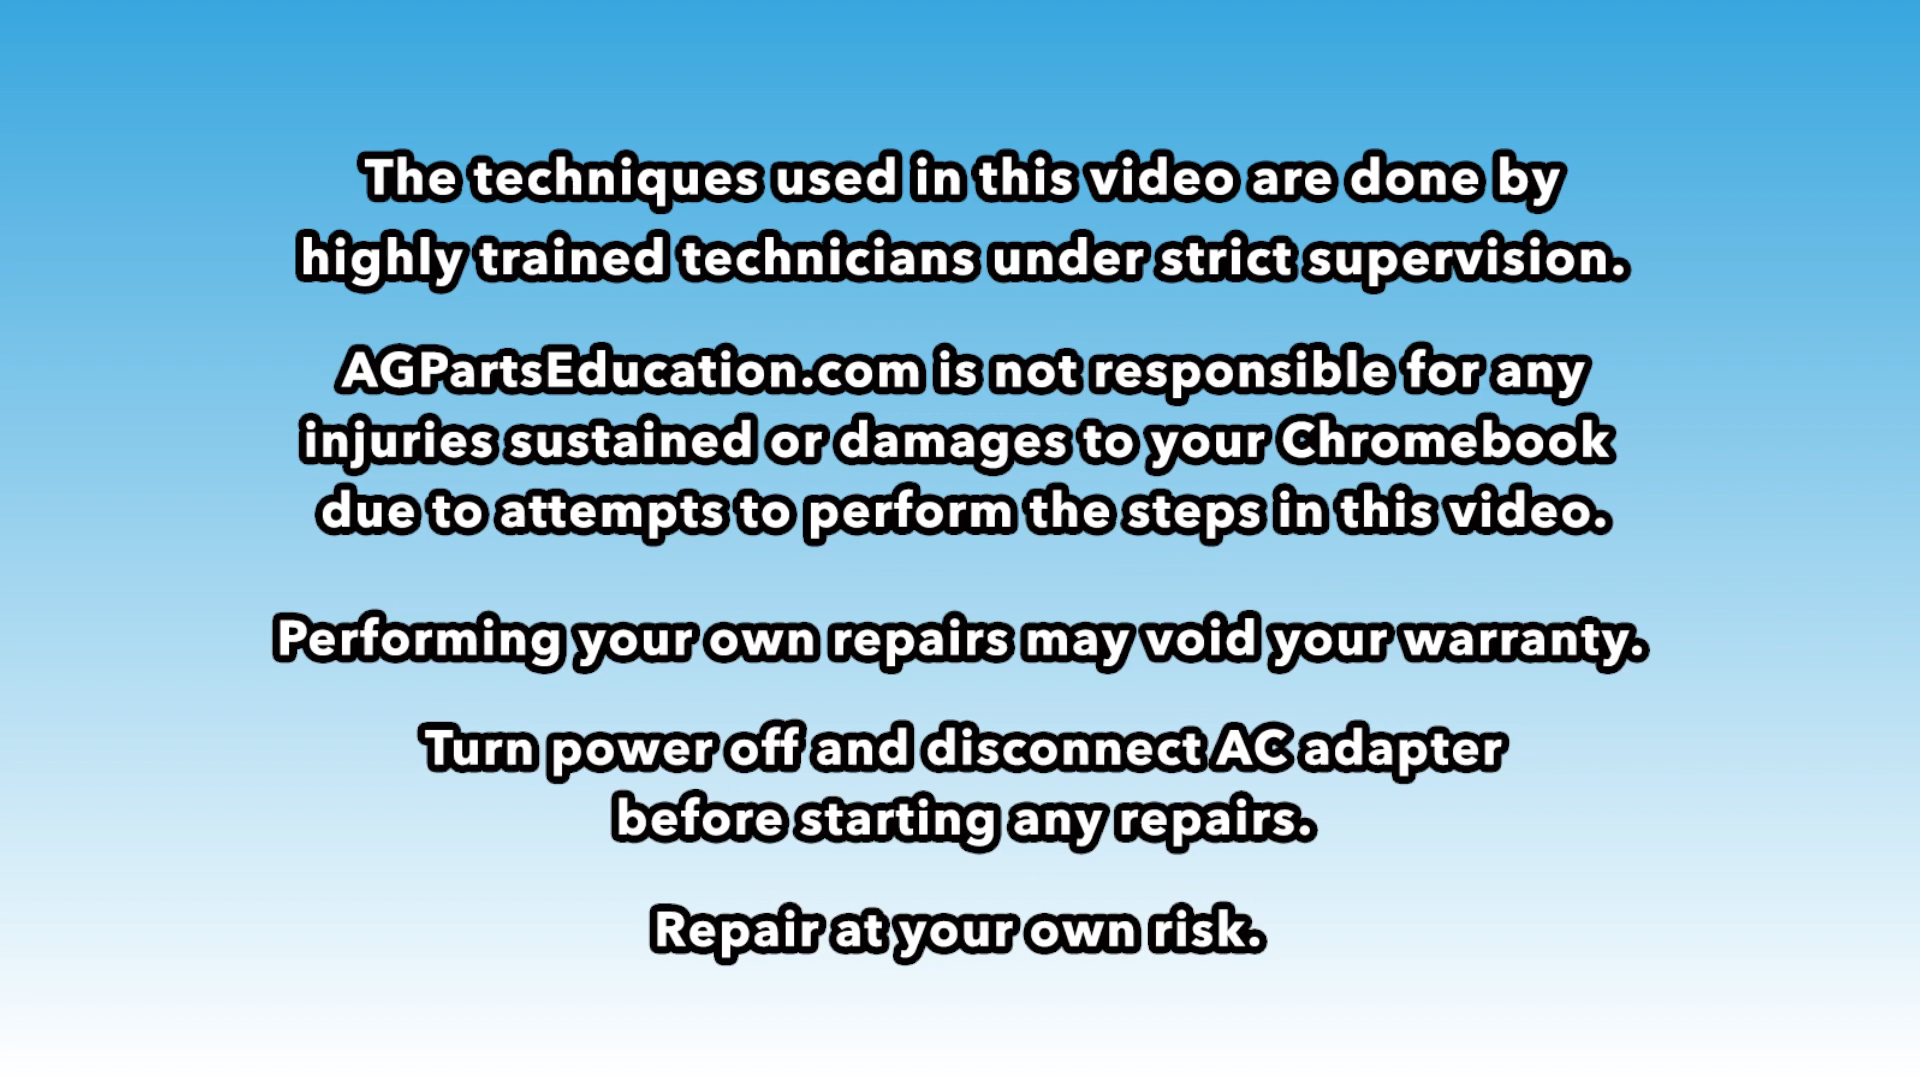 The techniques used in this video are done by
highly trained technicians under strict supervision.
AGPartsEducation.com is not responsible for any
injuries sustained or damages to your Chromebook
due to attempts to perform the steps in this video.
Performing your own repairs may void your warranty.
Turn power off and disconnect AC adapter
before starting any repairs.
Repair at your own risk.